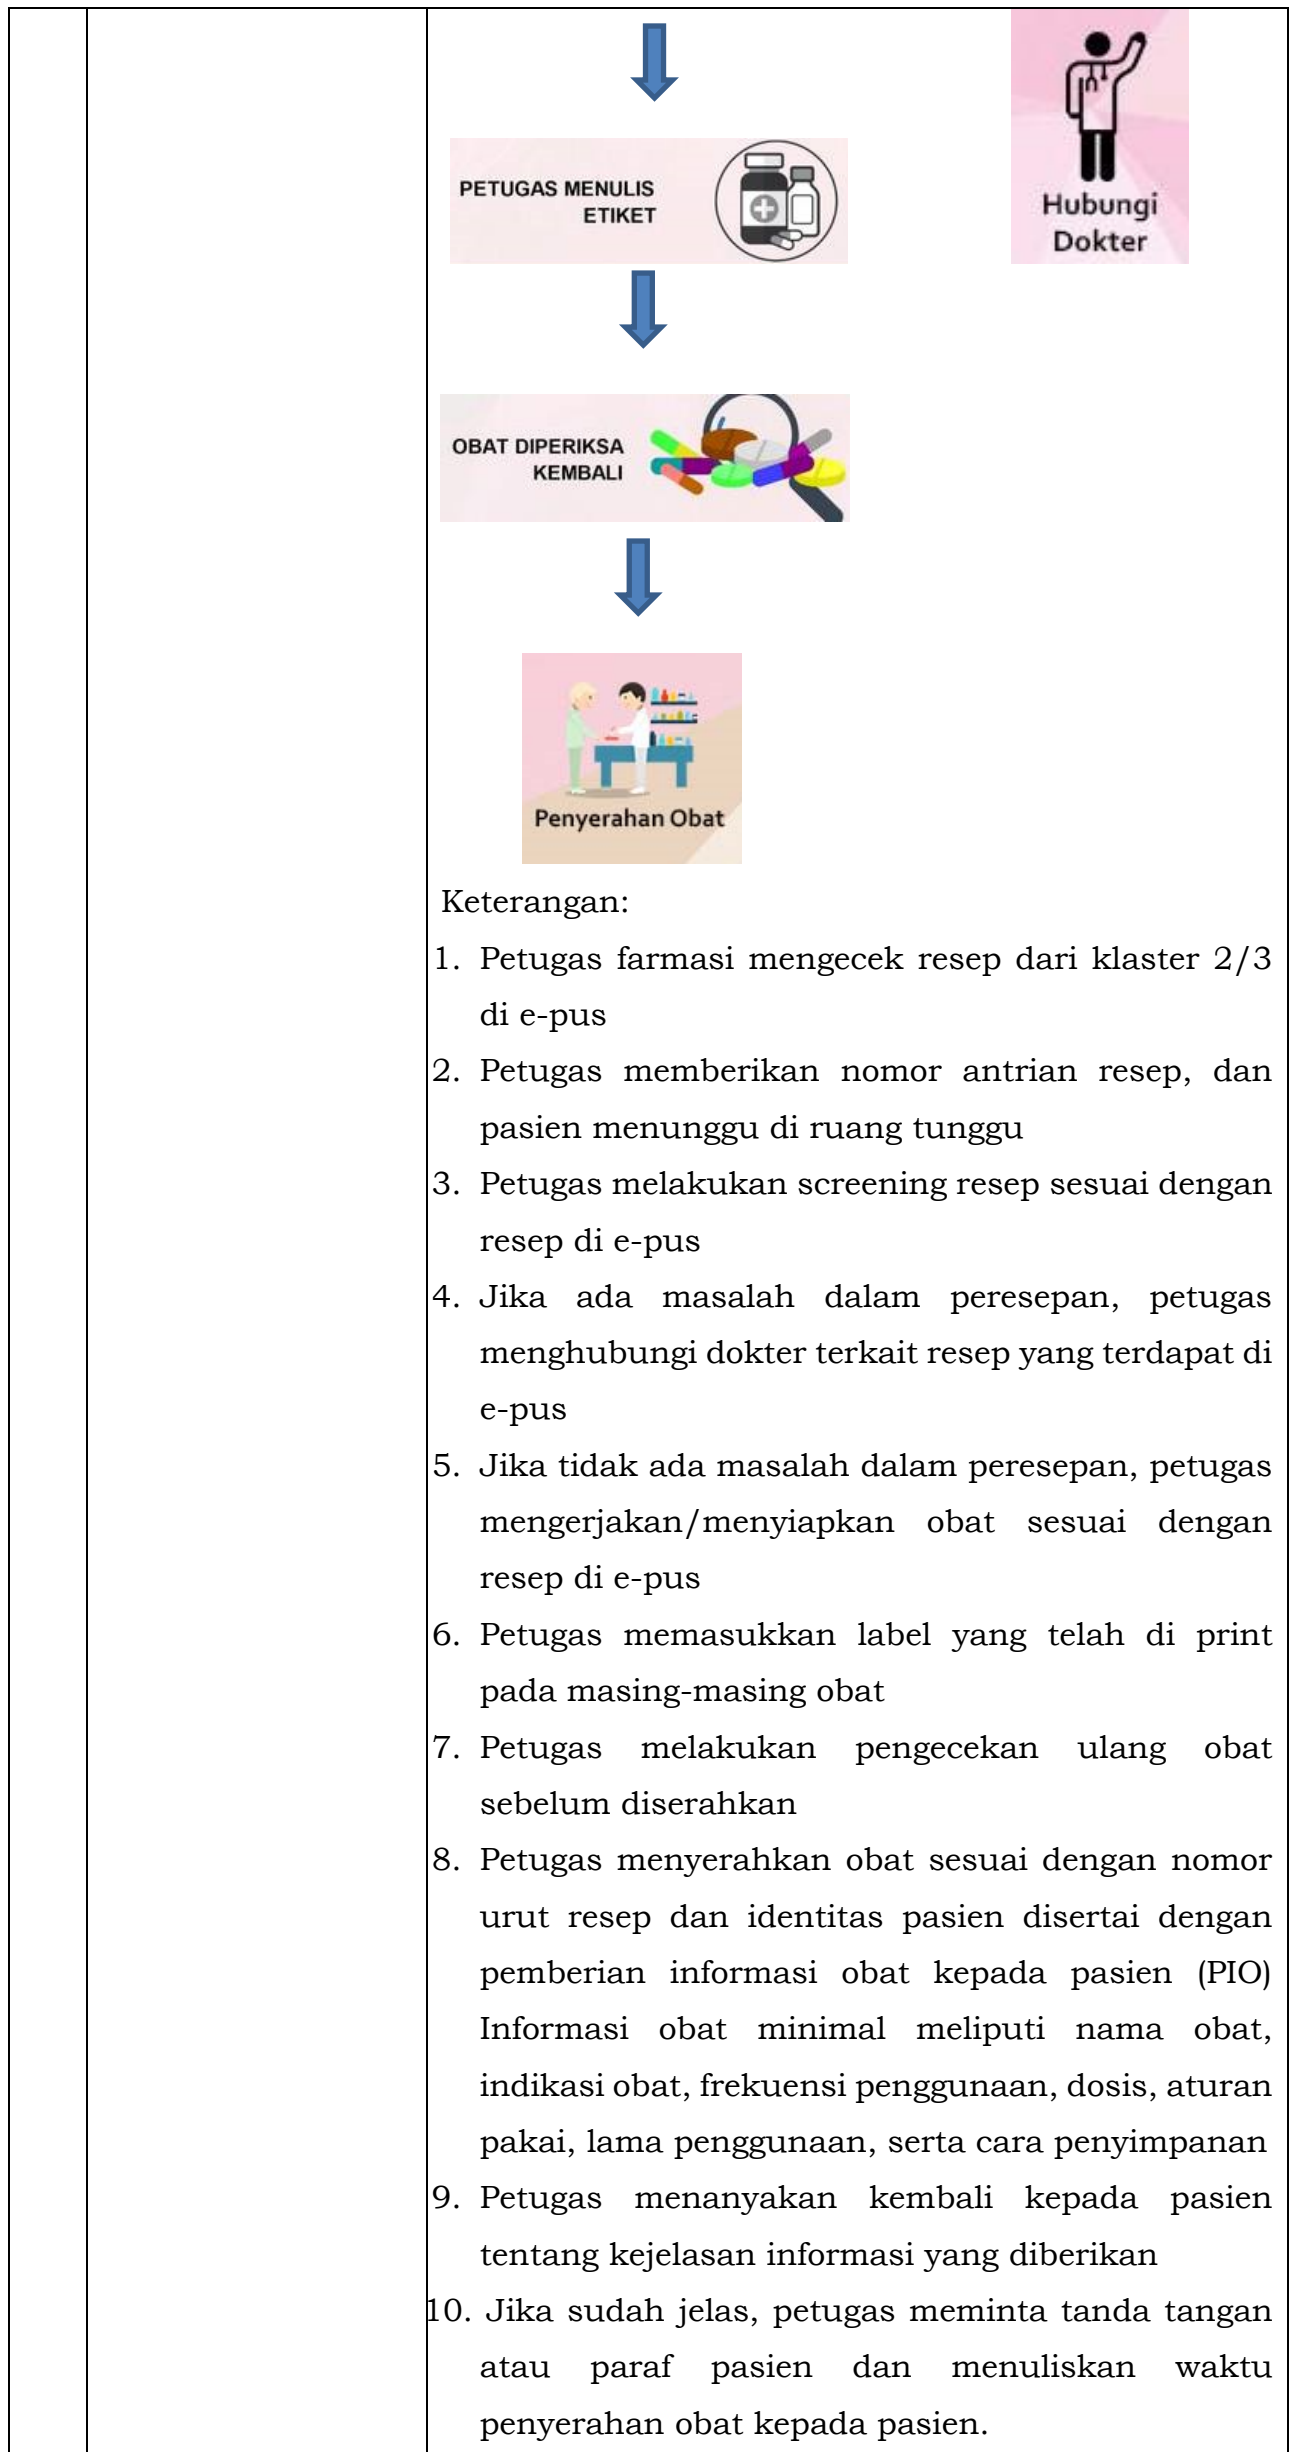 PETUGAS MENULIS
ETIKET
Hubungi
Dokter
OBAT DIPERIKSA
KEMBALI
Penyerahan Obat
Keterangan:
1. Petugas farmasi mengecek resep dari klaster 2/3
di e-pus
2. Petugas memberikan nomor antrian resep, dan
pasien menunggu di ruang tunggu
3. Petugas melakukan screening resep sesuai dengan
resep di e-pus
4. Jika ada masalah dalam peresepan, petugas
menghubungi dokter terkait resep yang terdapat di
e-pus
5. Jika tidak ada masalah dalam peresepan, petugas
mengerjakan/menyiapkan obat sesuai dengan
resep di e-pus
6. Petugas memasukkan label yang telah di print
pada masing-masing obat
7. Petugas melakukan pengecekan ulang obat
sebelum diserahkan
8. Petugas menyerahkan obat sesuai dengan nomor
urut resep dan identitas pasien disertai dengan
pemberian informasi obat kepada pasien (PIO)
Informasi obat minimal meliputi nama obat,
indikasi obat, frekuensi penggunaan, dosis, aturan
pakai, lama penggunaan, serta cara penyimpanan
9. Petugas menanyakan kembali kepada pasien
tentang kejelasan informasi yang diberikan
10. Jika sudah jelas, petugas meminta tanda tangan
atau paraf pasien dan menuliskan waktu
penyerahan obat kepada pasien.